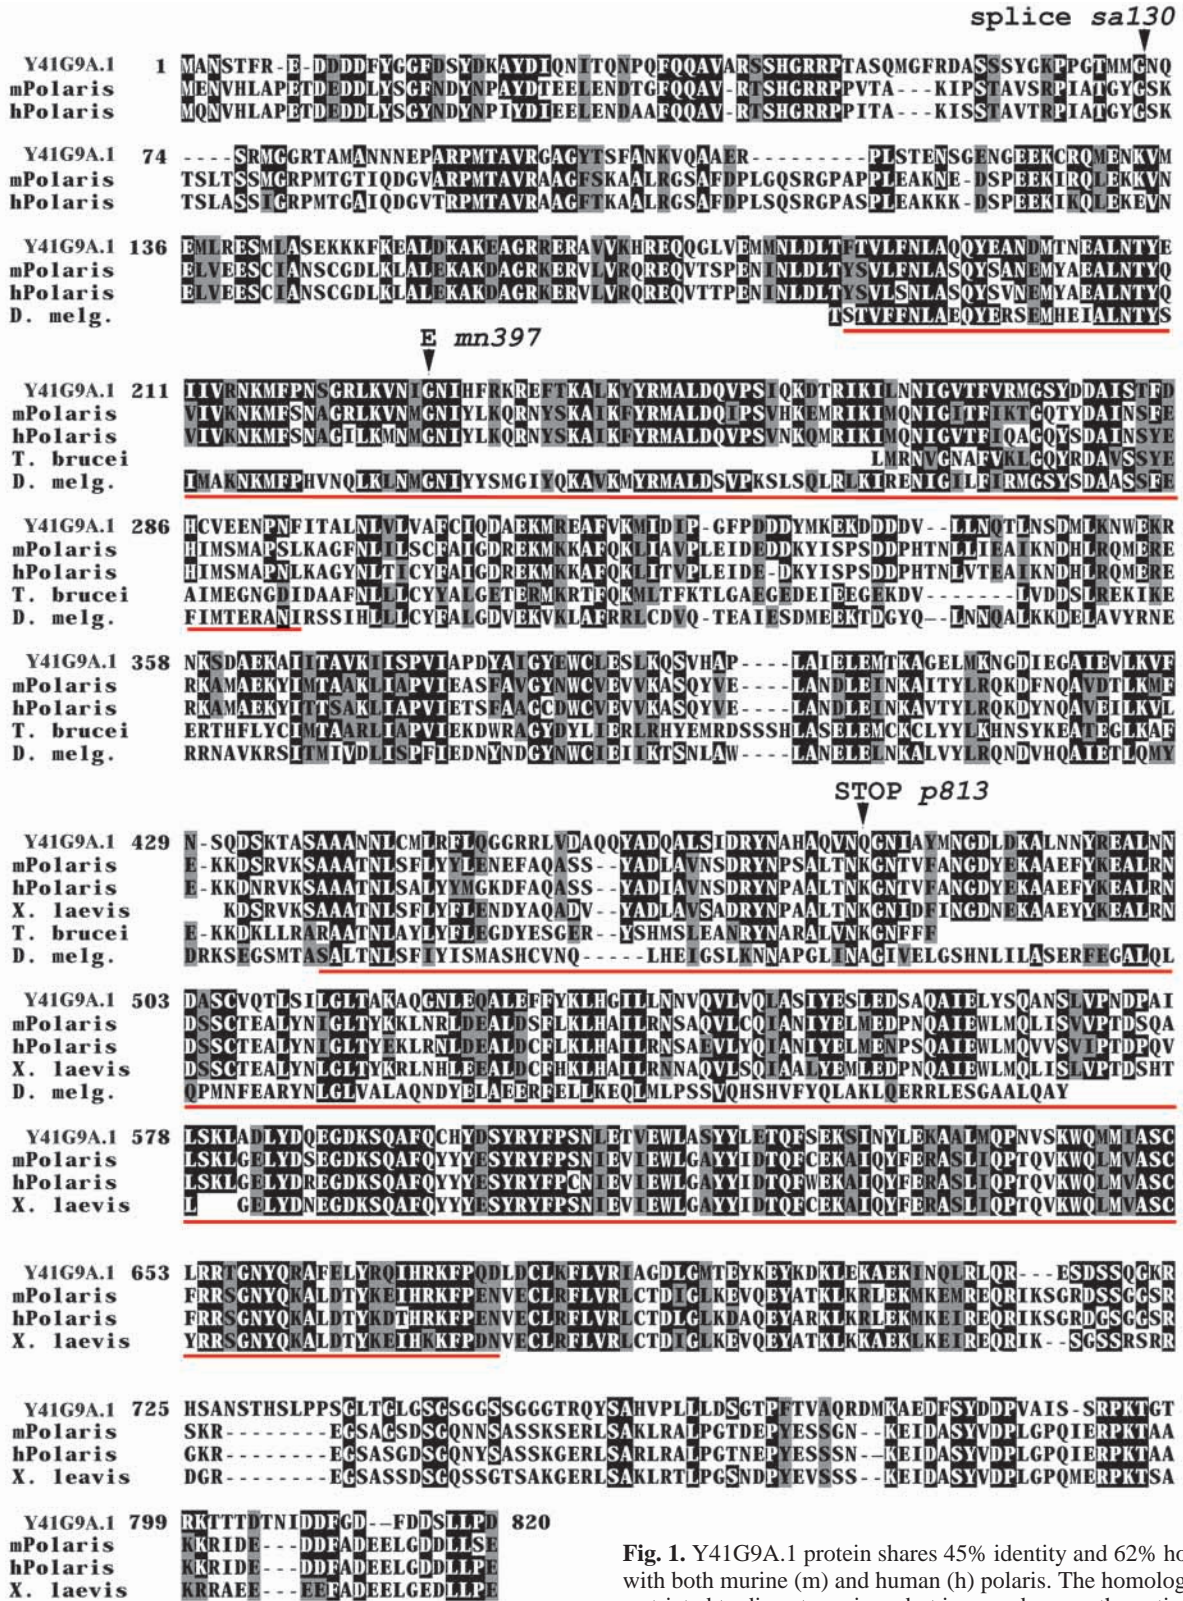 splice sa130
Y41G9A.1 1 MANSTFR-E-DDDDDFYGGFDSYDKAYDIQNITQNPQFQQAVARSSHGRRPTASQMGFRDASSSYGKPPGTMMGNQ
mPolaris MENVHLAPETDEDDLYSGFNDYNPAYDTEELENDTGFQQAV-RTSHGRRPPVTA---KIPSTAVSRPIATGYGSK
hPolaris MQNVHLAPETDEDDLYSGYNDYNPIYDIEELENDAAFQQAV-RTSHGRRPPITA---KISSTAVTRPIATGYGSK
Y41G9A.1 74 ----SRMGGRTAMANNNEPARPMTAVRGAGYTSFANKVQAAER---------PLSTENSGENGEEKCRQMENKVM
mPolaris TSLTSSMGRPMTGTIQDGVARPMTAVRAAGFSKAALRGSAFDPLGQSRGPAPPLEAKNE-DSPEEKIRQLEKKVN
hPolaris TSLASSIGRPMTGAIQDGVTRPMTAVRAAGFTKAALRGSAFDPLSQSRGPASPLEAKKK-DSPEEKIKQLEKEVN
Y41G9A.1 136 EMLRESMLASEKKKFKEALDKAKEAGRRERAVVKHREQQGLVEMMNLDLTFTVLFNLAQQYEANDMTNEALNTYE
mPolaris ELVEESCIANSCGDLKLALEKAKDAGRKERVLVRQREQVTSPENINLDLTYSVLFNLASQYSANEMYAEALNTYQ
hPolaris ELVEESCIANSCGDLKLALEKAKDAGRKERVLVRQREQVTTPENINLDLTYSVLSNLASQYSVNEMYAEALNTYQ
D. melg. TSTVFFNLAEQYERSEMHEIALNTYS
E mn397
Y41G9A.1 211 IIVRNKMFPNSGRLKVNIGNIHFRKREFTKALKYYRMALDQVPSIQKDTRIKILNNIGVTFVRMGSYDDAISTFD
mPolaris VIVKNKMFSNAGRLKVNMGNIYLKQRNYSKAIKFYRMALDQIPSVHKEMRIKIMQNIGITFIKTGQTYDAINSFE
hPolaris VIVKNKMFSNAGILKMNMGNIYLKQRNYSKAIKFYRMALDQVPSVNKQMRIKIMQNIGVTFIQAGQYSDAINSYE
T. brucei LMRNVGNAFVKLGQYRDAVSSYE
D. melg. IMAKNKMFPHVNQLKLNMGNIYYSMGIYQKAVKMYRMALDSVPKSLSQLRLKIRENIGILFIRMGSYSDAASSFE
Y41G9A.1 286 HCVEENPNFITALNLVLVAFCIQDAEKMREAFVKMIDIP-GFPDDDYMKEKDDDDV--LLNQTLNSDMLKNWEKR
mPolaris HIMSMAPSLKAGFNLILSCFAIGDREKMKKAFQKLIAVPLEIDEDDKYISPSDDPHTNLLIEAIKNDHLRQMERE
hPolaris HIMSMAPNLKAGYNLTICYFAIGDREKMKKAFQKLITVPLEIDE-DKYISPSDDPHTNLVTEAIKNDHLRQMERE
T. brucei AIMEGNGDIDAAFNLLLCYYALGETERMKRTFQKMLTFKTLGAEGEDEIEEGEKDV-------LVDDSLREKIKE
D. melg. FIMTERANIRSSIHLLLCYFALGDVEKVKLAFRRLCDVQ-TEAIESDMEEKTDGYQ--LNNQALKKDELAVYRNE
Y41G9A.1 358 NKSDAEKAIITAVKIISPVIAPDYAIGYEWCLESLKQSVHAP----LAIELEMTKAGELMKNGDIEGAIEVLKVF
mPolaris RKAMAEKYIMTAAKLIAPVIEASFAVGYNWCVEVVKASQYVE----LANDLEINKAITYLRQKDFNQAVDTLKMF
hPolaris RKAMAEKYITTSAKLIAPVIETSFAAGCDWCVEVVKASQYVE----LANDLEINKAVTYLRQKDYNQAVEILKVL
T. brucei ERTHFLYCIMTAARLIAPVIEKDWRAGYDYLIERLRHYEMRDSSSHLASELEMCKCLYYLKHNSYKEATEGLKAF
D. melg. RRNAVKRSITMIVDLISPFIEDNYNDGYNWCIEIIKTSNLAW----LANELELNKALVYLRQNDVHQAIETLQMY
STOP p813
Y41G9A.1 429 N-SQDSKTASAAANNLCMLRFLQGGRRLVDAQQYADQALSIDRYNAHAQVNQGNIAYMNGDLDKALNNYREALNN
mPolaris E-KKDSRVKSAAATNLSFLYYLENEFAQASS--YADLAVNSDRYNPSALTNKGNTVFANGDYEKAAEFYKEALRN
hPolaris E-KKDNRVKSAAATNLSALYYMGKDFAQASS--YADIAVNSDRYNPAALTNKGNTVFANGDYEKAAEFYKEALRN
X. laevis KDSRVKSAAATNLSFLYFLENDYAQADV--YADLAVSADRYNPAALTNKGNIDFINGDNEKAAEYYKEALRN
T. brucei E-KKDKLLRARAATNLAYLYFLEGDYESGER--YSHMSLEANRYNARALVNKGNFFF
D. melg. DRKSEGSMTASALTNLSFIYISMASHCVNQ-----LHEIGSLKNNAPGLINAGIVELGSHNLILASERFEGALQL
Y41G9A.1 503 DASCVQTLSILGLTAKAQGNLEQALEFFYKLHGILLNNVQVLVQLASIYESLEDSAQAIELYSQANSLVPNDPAI
mPolaris DSSCTEALYNIGLTYKKLNRLDEALDSFLKLHAILRNSAQVLCQIANIYELMEDPNQAIEWLMQLISVVPTDSQA
hPolaris DSSCTEALYNIGLTYEKLRNLDEALDCFLKLHAILRNSAEVLYQIANIYELMENPSQAIEWLMQVVSVIPTDPQV
X. laevis DSSCTEALYNLGLTYKRLNHLEEALDCFHKLHAILRNNAQVLSQIAALYEMLEDPNQAIEWLMQLISLVPTDSHT
D. melg. QPMNFEARYNLGLVALAQNDYELAEERFELLKEQLMLPSSVQHSHVFYQLAKLQERRLESGAALQAY
Y41G9A.1 578 LSKLADLYDQEGDKSQAFQCHYDSYRYFPSNLETVEWLASYYLETQFSEKSINYLEKAALMQPNVSKWQMMIASC
mPolaris LSKLGELYDSEGDKSQAFQYYYESYRYFPSNIEVIEWLGAYYIDTQFCEKAIQYFERASLIQPTQVKWQLMVASC
hPolaris LSKLGELYDREGDKSQAFQYYYESYRYFPCNIEVIEWLGAYYIDTQFWEKAIQYFERASLIQPTQVKWQLMVASC
X. laevis L GELYDNEGDKSQAFQYYYESYRYFPSNIEVIEWLGAYYIDTQFCEKAIQYFERASLIQPTQVKWQLMVASC
Y41G9A.1 653 LRRTGNYQRAFELYRQIHRKFPQDLDCLKFLVRIAGDLGMTEYKEYKDKLEKAEKINQLRLQR---ESDSSQGKR
mPolaris FRRSGNYQKALDTYKEIHRKFPENVECLRFLVRLCTDIGLKEVQEYATKLKRLEKMKEMREQRIKSGRDSSGGSR
hPolaris FRRSGNYQKALDTYKDTHRKFPENVECLRFLVRLCTDLGLKDAQEYARKLKRLEKMKEIREQRIKSGRDGSGGSR
X. laevis YRRSGNYQKALDTYKEIHKKFPDNVECLRFLVRLCTDIGLKEVQEYATKLKKAEKLKEIREQRIK--SGSSRSRR
Y41G9A.1 725 HSANSTHSLPPSGLTGLGSGSGGSSGGGTRQYSAHVPLLLDSGTPFTVAQRDMKAEDFSYDDPVAIS-SRPKTGT
mPolaris SKR-------EGSAGSDSGQNNSASSKSERLSAKLRALPGTDEPYESSGN--KEIDASYVDPLGPQIERPKTAA
hPolaris GKR-------EGSASGDSGQNYSASSKGERLSARLRALPGTNEPYESSSN--KEIDASYVDPLGPQIERPKTAA
X. leavis DGR-------EGSASSDSGQSSGTSAKGERLSAKLRTLPGSNDPYEVSSS--KEIDASYVDPLGPQMERPKTSA
Y41G9A.1 799 RKTTTDTNIDDFGD--FDDSLLPD 820
mPolaris KKRIDE---DDFADEELGDDLLSE
hPolaris KKRIDE---DDFADEELGDDLLPE
X. laevis KRRAEE---EEFADEELGEDLLPE
Fig. 1. Y41G9A.1 protein shares 45% identity and 62% ho
with both murine (m) and human (h) polaris. The homolog